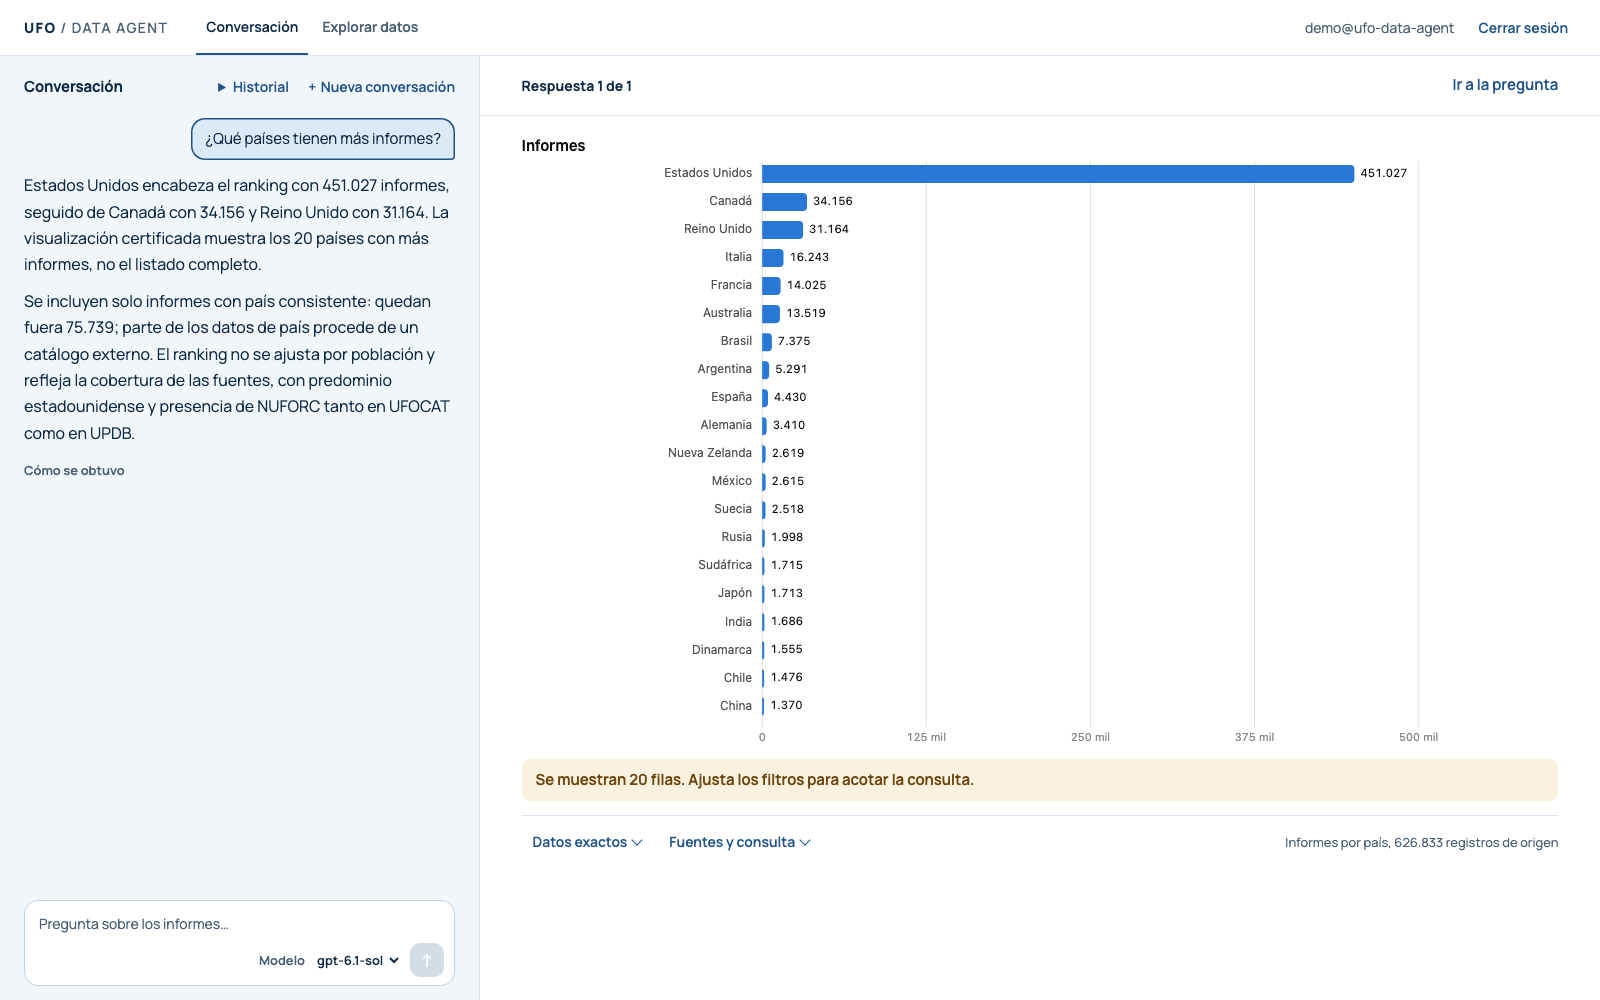 UFO / DATA AGENT
Conversación
Explorar datos
demo@ufo-data-agent
Cerrar sesión
Conversación
Historial
+ Nueva conversación
¿Qué países tienen más informes?
Estados Unidos encabeza el ranking con 451.027 informes,
seguido de Canadá con 34.156 y Reino Unido con 31.164. La
visualización certificada muestra los 20 países con más
informes, no el listado completo.
Se incluyen solo informes con país consistente: quedan
fuera 75.739; parte de los datos de país procede de un
catálogo externo. El ranking no se ajusta por población y
refleja la cobertura de las fuentes, con predominio
estadounidense y presencia de NUFORC tanto en UFOCAT
como en UPDB.
Cómo se obtuvo
Pregunta sobre los informes…
Modelo gpt-6.1-sol
Respuesta 1 de 1
Ir a la pregunta
Informes
Estados Unidos 451.027
Canadá 34.156
Reino Unido 31.164
Italia 16.243
Francia 14.025
Australia 13.519
Brasil 7.375
Argentina 5.291
España 4.430
Alemania 3.410
Nueva Zelanda 2.619
México 2.615
Suecia 2.518
Rusia 1.998
Sudáfrica 1.715
Japón 1.713
India 1.686
Dinamarca 1.555
Chile 1.476
China 1.370
0 125 mil 250 mil 375 mil 500 mil
Se muestran 20 filas. Ajusta los filtros para acotar la consulta.
Datos exactos
Fuentes y consulta
Informes por país, 626.833 registros de origen